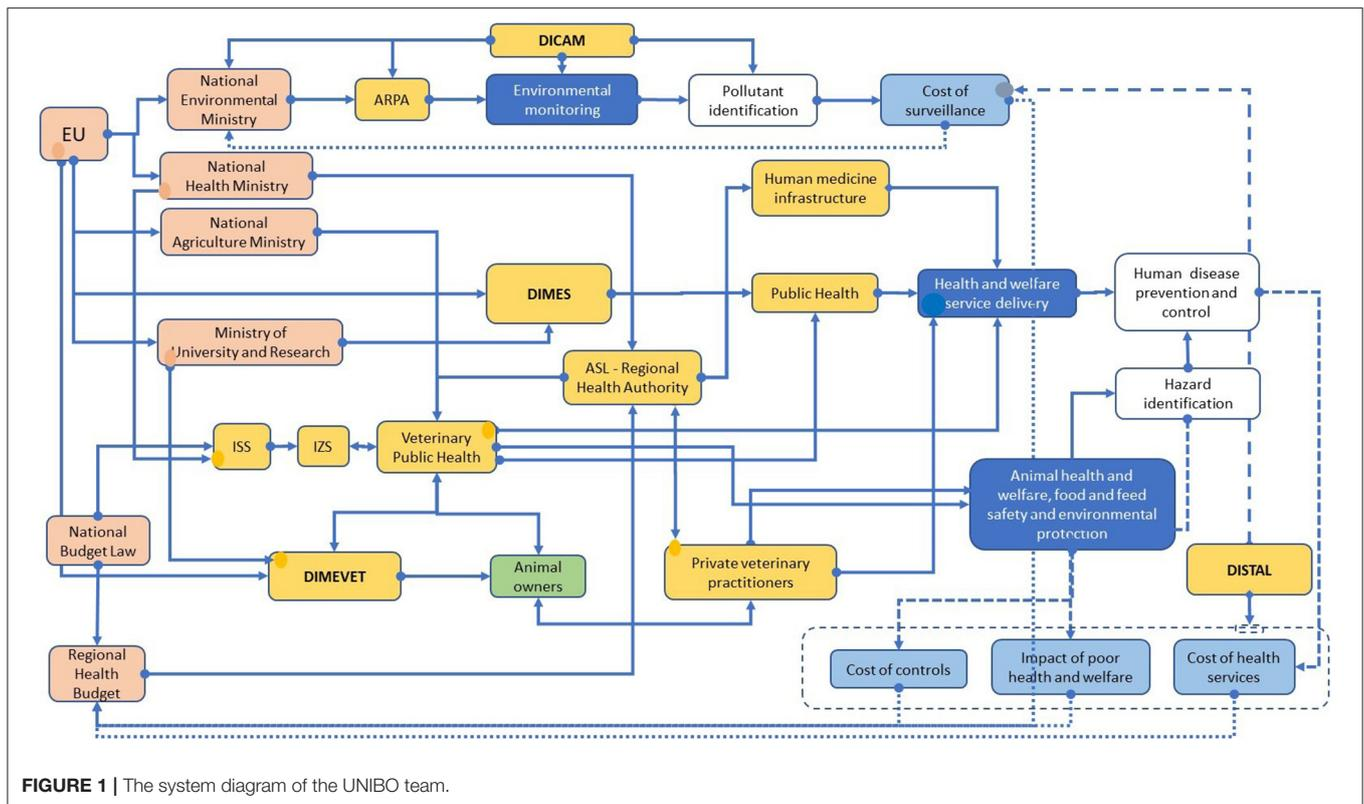 DICAM
National
Environmental
Ministry
ARPA
Environmental
monitoring
Pollutant
identification
Cost of
surveillance
EU
National
Health Ministry
Human medicine
infrastructure
National
Agriculture Ministry
DIMES
Public Health
Health and welfare
service delivery
Human disease
prevention and
control
Ministry of
University and Research
ASL - Regional
Health Authority
Hazard
identification
ISS
IZS
Veterinary
Public Health
Animal health and
welfare, food and feed
safety and environmental
protection
National
Budget Law
DIMEVET
Animal
owners
Private veterinary
practitioners
DISTAL
Regional
Health
Budget
Cost of controls
Impact of poor
health and welfare
Cost of health
services
FIGURE 1 | The system diagram of the UNIBO team.